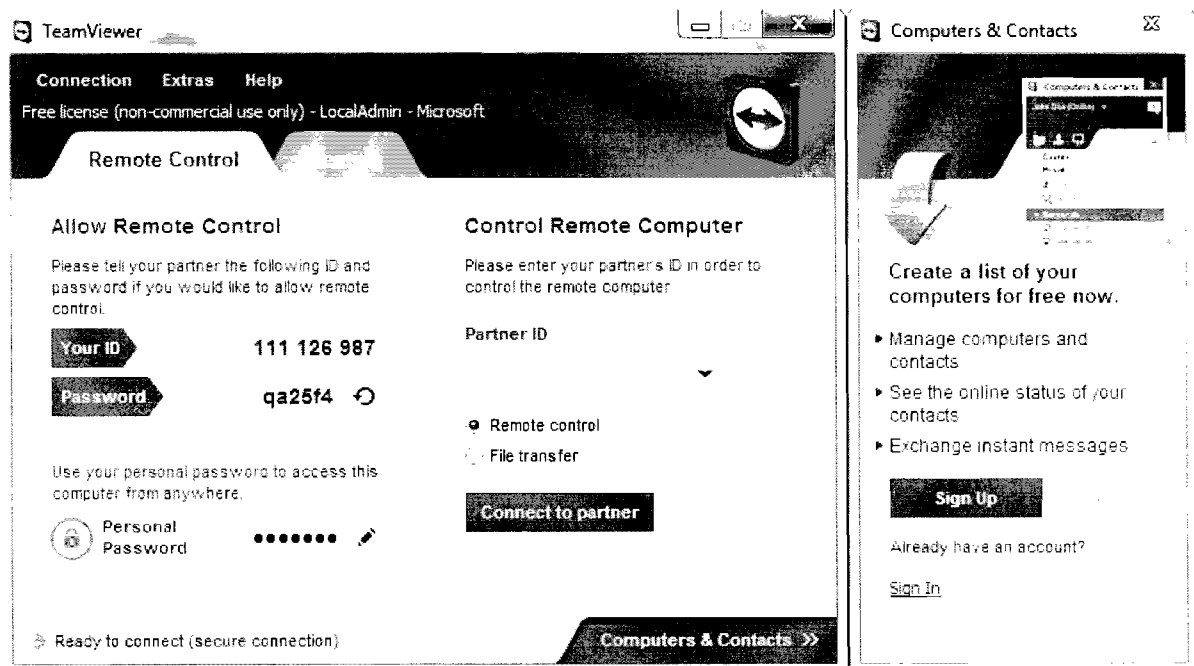 TeamViewer
Connection Extras Help
Free license (non-commercial use only) - LocalAdmin - Microsoft
Remote Control
Allow Remote Control
Please tell your partner the following ID and
password if you would like to allow remote
control.
Your ID 111 126 987
Password qa25f4
Use your personal password to access this
computer from anywhere.
Personal
Password
Ready to connect (secure connection)
Control Remote Computer
Please enter your partner's ID in order to
control the remote computer
Partner ID
Remote control
File transfer
Connect to partner
Computers & Contacts >>
Computers & Contacts
Computers & Contacts
Create a list of your
computers for free now.
Manage computers and
contacts
See the online status of your
contacts
Exchange instant messages
Sign Up
Already have an account?
Sign In